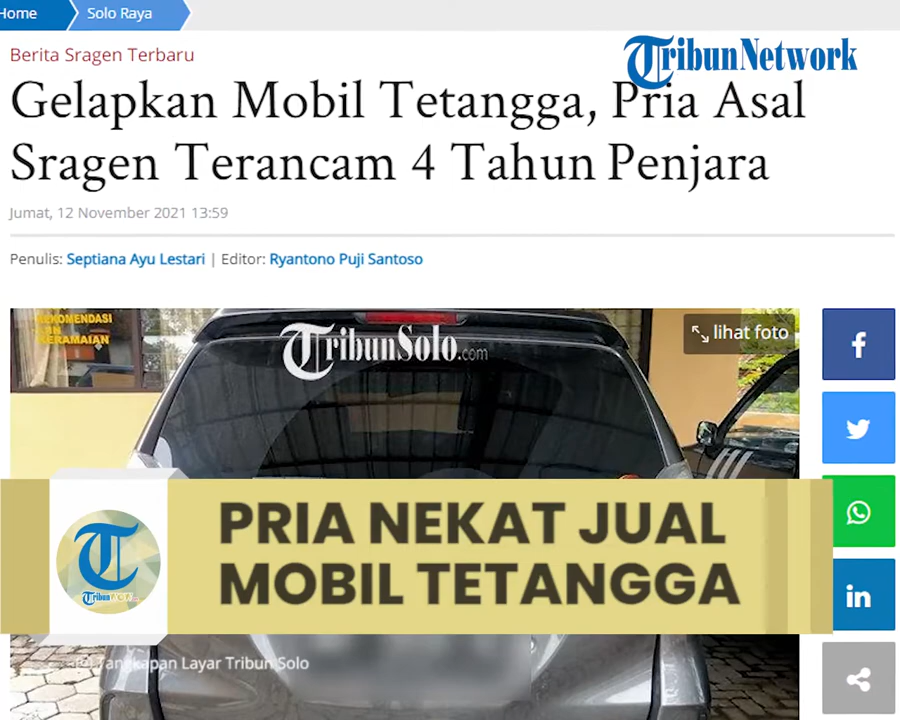 Home
Solo Raya
Berita Sragen Terbaru
TribunNetwork
Gelapkan Mobil Tetangga, Pria Asal
Sragen Terancam 4 Tahun Penjara
Jumat, 12 November 2021 13:59
Penulis: Septiana Ayu Lestari | Editor: Ryantono Puji Santoso
REKOMENDASI
KERAMAIAN
TribunSolo.com
lihat foto
PRIA NEKAT JUAL
MOBIL TETANGGA
Tangkapan Layar Tribun Solo